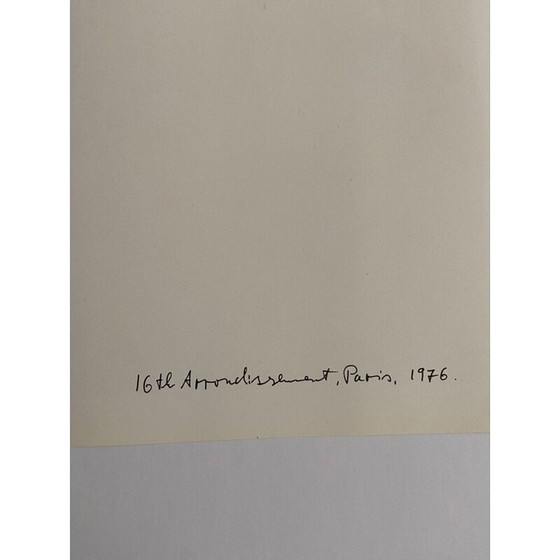 16th Arrondissement, Paris, 1976.